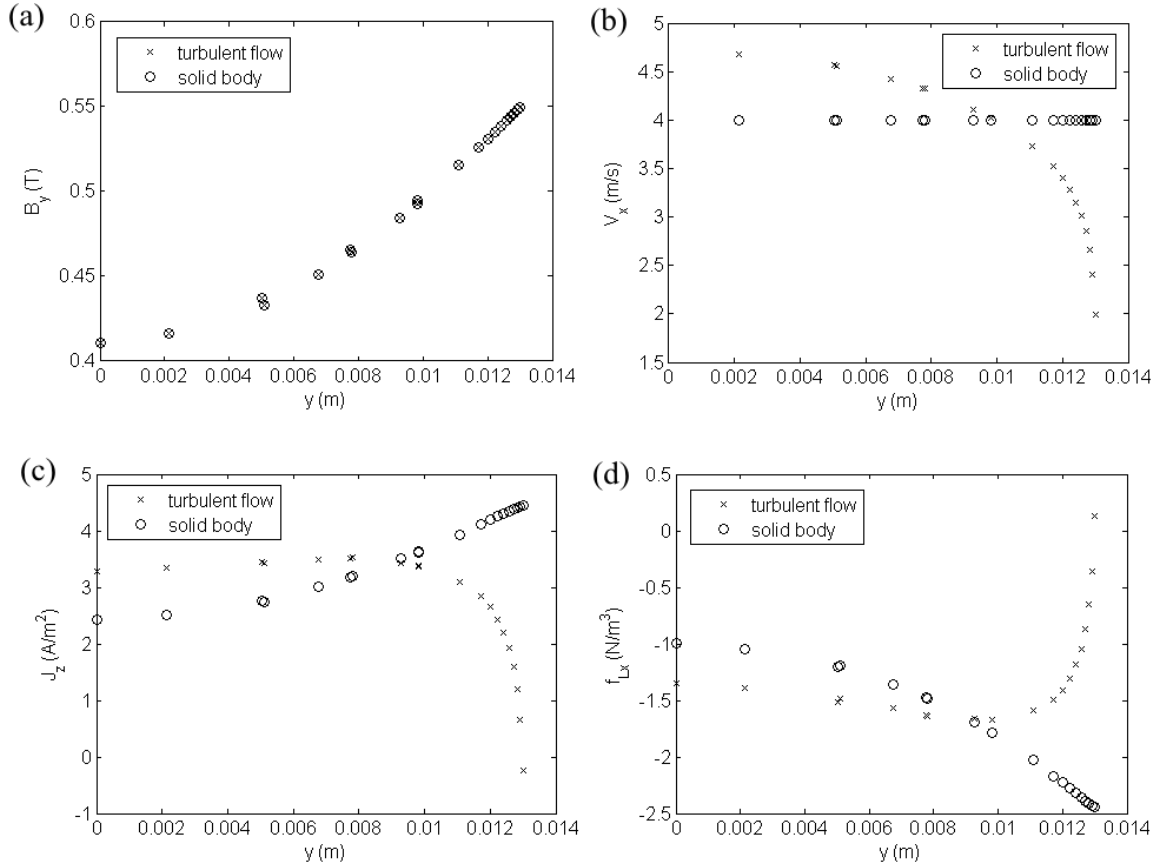 (a)
0.6
0.55
0.5
0.45
0.4
B_y (T)
× turbulent flow
○ solid body
0 0.002 0.004 0.006 0.008 0.01 0.012 0.014
y (m)
(b)
5
4.5
4
3.5
3
2.5
2
1.5
V_x (m/s)
× turbulent flow
○ solid body
0 0.002 0.004 0.006 0.008 0.01 0.012 0.014
y (m)
(c)
5
4
3
2
1
0
-1
J_z (A/m²)
× turbulent flow
○ solid body
0 0.002 0.004 0.006 0.008 0.01 0.012 0.014
y (m)
(d)
0.5
0
-0.5
-1
-1.5
-2
-2.5
f_Lx (N/m³)
× turbulent flow
○ solid body
0 0.002 0.004 0.006 0.008 0.01 0.012 0.014
y (m)